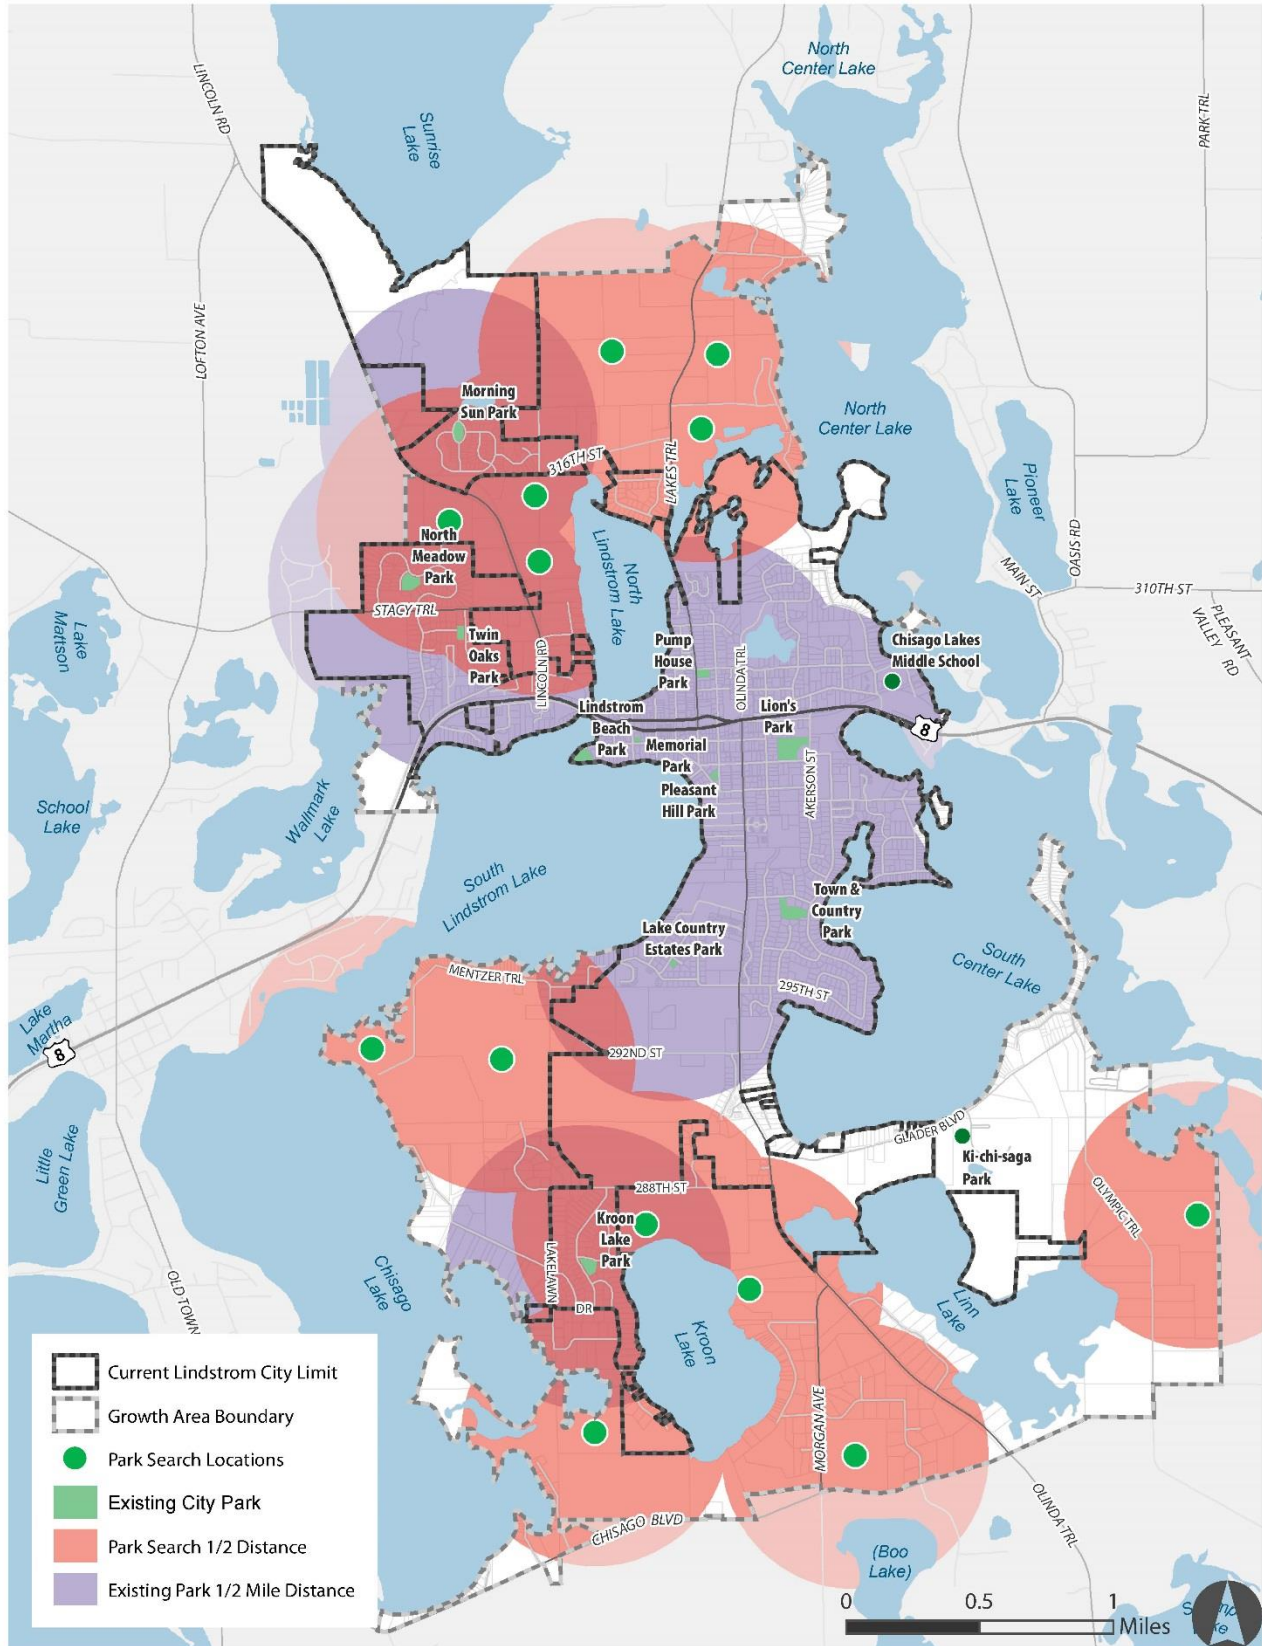 North
Center Lake
LINCOLN RD
Sunrise
Lake
PARK TRL
LOFTON AVE
Morning
Sun Park
North
Center Lake
316TH ST
LAKES TRL
Pioneer
Lake
North
Meadow
Park
North
Lindstrom Lake
OASIS RD
MAIN ST
310TH ST
PLEASANT
VALLEY RD
Lake
Mattson
STACY TRL
Twin
Oaks
Park
LINCOLN RD
Pump
House
Park
OLINDA TRL
Chisago Lakes
Middle School
Lindstrom
Beach
Park
Lion's
Park
8
Memorial
Park
Pleasant
Hill Park
AKERSON ST
School
Lake
Wallmark
Lake
South
Lindstrom Lake
Town &
Country
Park
Lake Country
Estates Park
South
Center Lake
MENTZER TRL
295TH ST
Lake
Martha
8
292ND ST
GLADER BLVD
Ki-chi-saga
Park
Little
Green Lake
288TH ST
OLYMPIC TRL
Kroon
Lake
Park
LAKELAWN
DR
Chisago
Lake
OLD TOWN
Linn
Lake
Kroon
Lake
MORGAN AVE
OLINDA TRL
CHISAGO BLVD
(Boo
Lake)
Current Lindstrom City Limit
Growth Area Boundary
Park Search Locations
Existing City Park
Park Search 1/2 Distance
Existing Park 1/2 Mile Distance
0 0.5 1
Miles